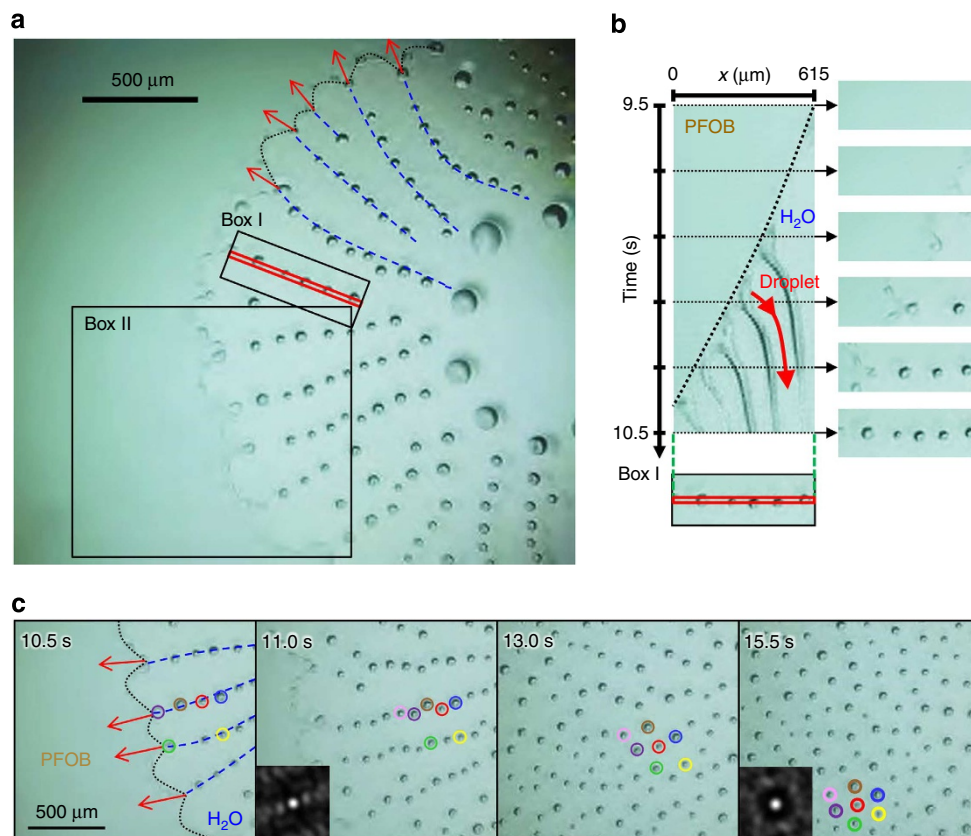 a
500 μm
Box I
Box II
b
0
x (μm)
615
9.5
PFOB
H₂O
Time (s)
Droplet
10.5
Box I
c
10.5 s
PFOB
500 μm
H₂O
11.0 s
13.0 s
15.5 s